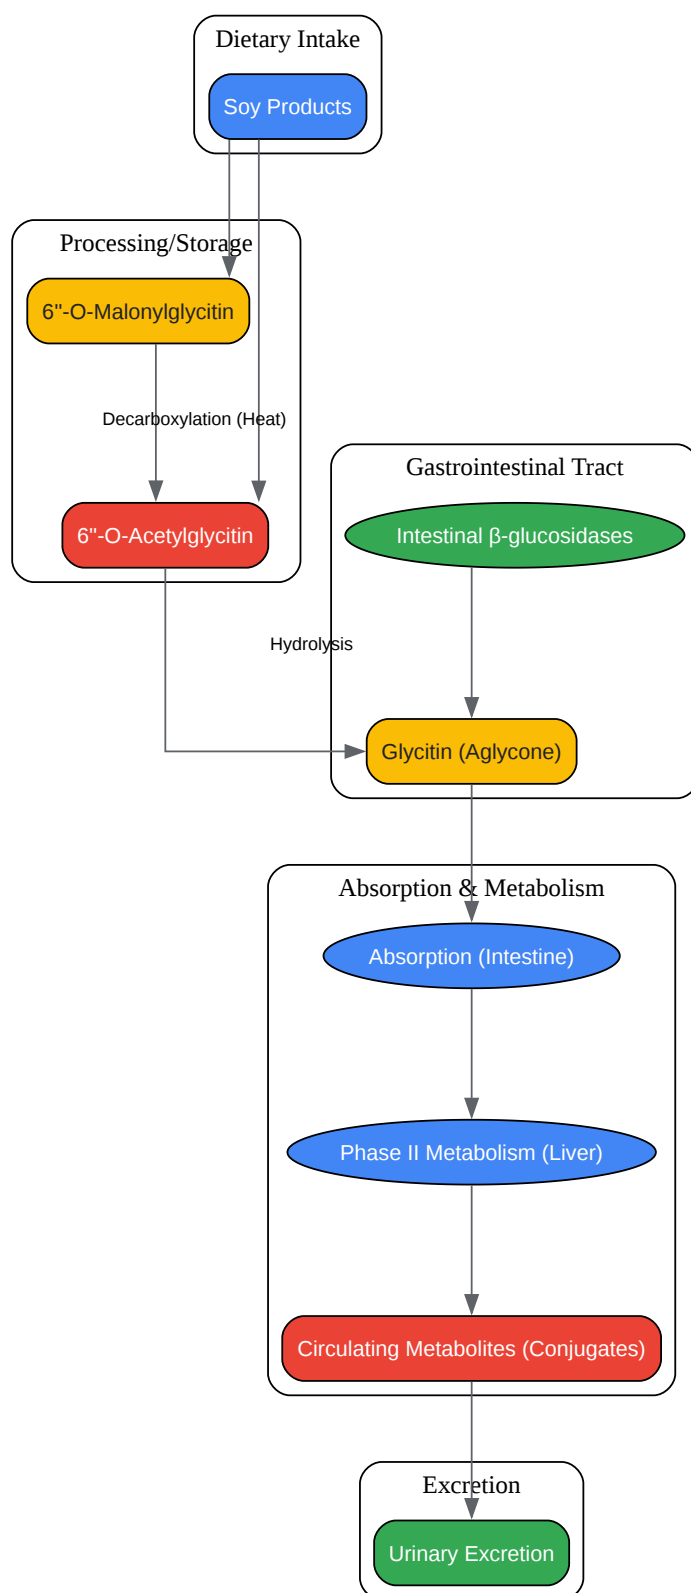 Dietary Intake
Soy Products
Processing/Storage
6"-O-Malonylglycitin
Decarboxylation (Heat)
6"-O-Acetylglycitin
Gastrointestinal Tract
Intestinal β-glucosidases
Hydrolysis
Glycitin (Aglycone)
Absorption & Metabolism
Absorption (Intestine)
Phase II Metabolism (Liver)
Circulating Metabolites (Conjugates)
Excretion
Urinary Excretion